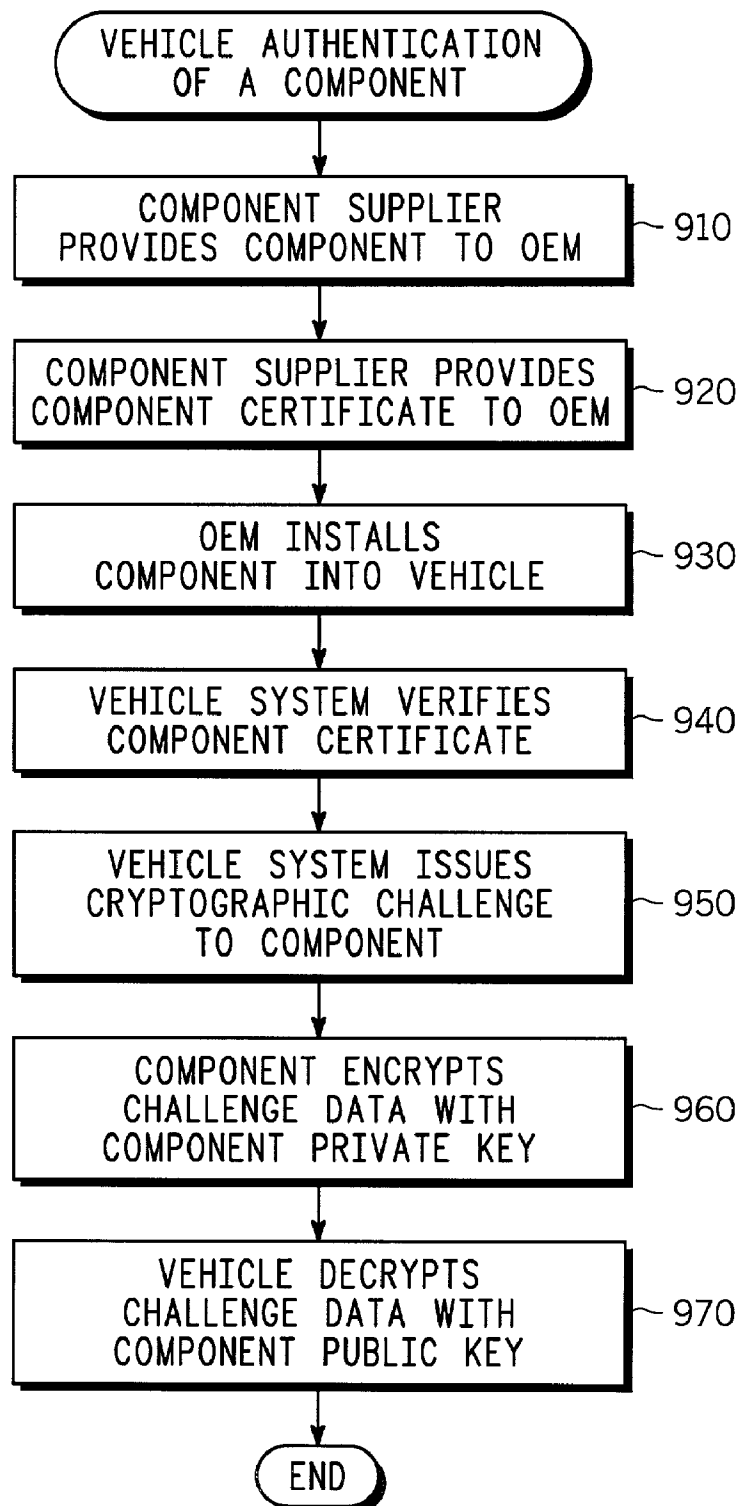 VEHICLE AUTHENTICATION
OF A COMPONENT
COMPONENT SUPPLIER
PROVIDES COMPONENT TO OEM
910
COMPONENT SUPPLIER PROVIDES
COMPONENT CERTIFICATE TO OEM
920
OEM INSTALLS
COMPONENT INTO VEHICLE
930
VEHICLE SYSTEM VERIFIES
COMPONENT CERTIFICATE
940
VEHICLE SYSTEM ISSUES
CRYPTOGRAPHIC CHALLENGE
TO COMPONENT
950
COMPONENT ENCRYPTS
CHALLENGE DATA WITH
COMPONENT PRIVATE KEY
960
VEHICLE DECRYPTS
CHALLENGE DATA WITH
COMPONENT PUBLIC KEY
970
END